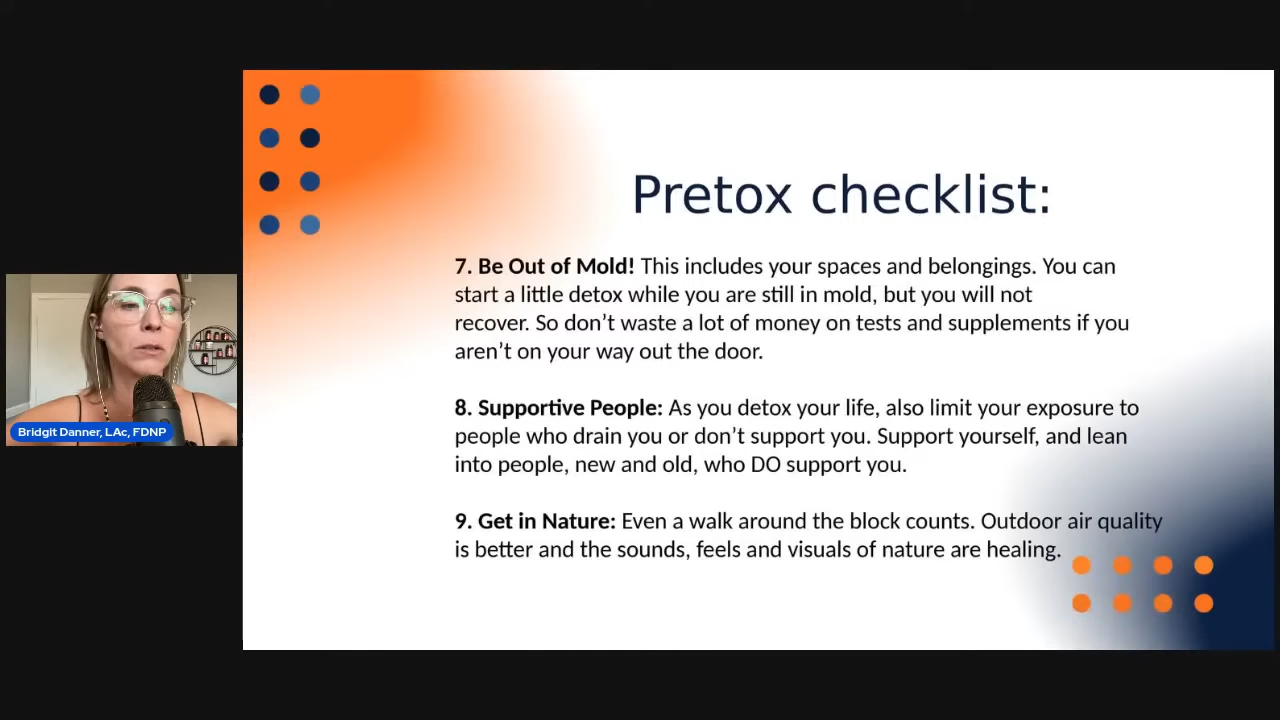 Pretox checklist:
7. Be Out of Mold! This includes your spaces and belongings. You can
start a little detox while you are still in mold, but you will not
recover. So don’t waste a lot of money on tests and supplements if you
aren’t on your way out the door.
8. Supportive People: As you detox your life, also limit your exposure to
people who drain you or don’t support you. Support yourself, and lean
into people, new and old, who DO support you.
9. Get in Nature: Even a walk around the block counts. Outdoor air quality
is better and the sounds, feels and visuals of nature are healing.
Bridgit Danner, LAc, FDNP